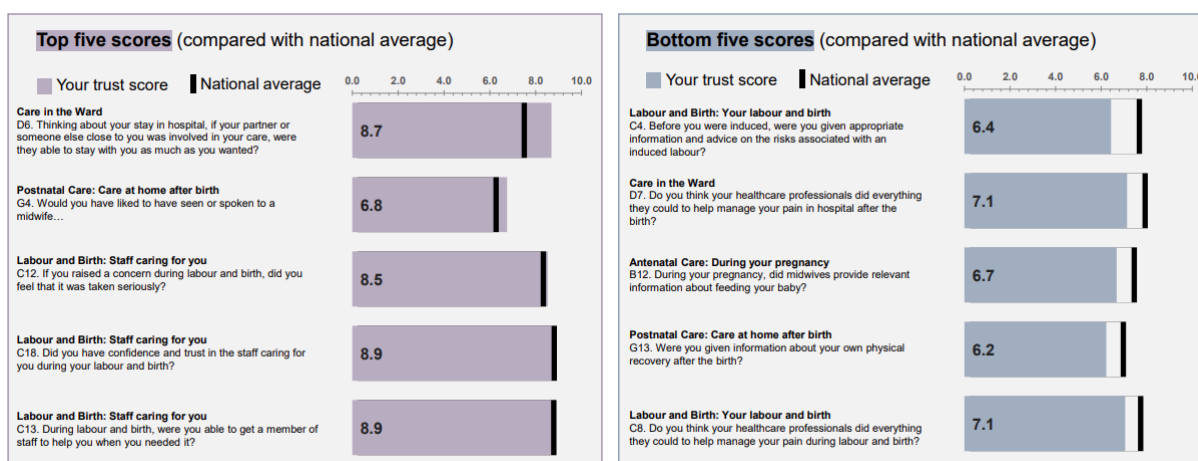 Top five scores (compared with national average)
Your trust score
National average
0.0 2.0 4.0 6.0 8.0 10.0
Care in the Ward
D6. Thinking about your stay in hospital, if your partner or
someone else close to you was involved in your care, were
they able to stay with you as much as you wanted?
8.7
Postnatal Care: Care at home after birth
G4. Would you have liked to have seen or spoken to a
midwife…
6.8
Labour and Birth: Staff caring for you
C12. If you raised a concern during labour and birth, did you
feel that it was taken seriously?
8.5
Labour and Birth: Staff caring for you
C18. Did you have confidence and trust in the staff caring for
you during your labour and birth?
8.9
Labour and Birth: Staff caring for you
C13. During labour and birth, were you able to get a member of
staff to help you when you needed it?
8.9
Bottom five scores (compared with national average)
Your trust score
National average
0.0 2.0 4.0 6.0 8.0 10.0
Labour and Birth: Your labour and birth
C4. Before you were induced, were you given appropriate
information and advice on the risks associated with an
induced labour?
6.4
Care in the Ward
D7. Do you think your healthcare professionals did everything
they could to help manage your pain in hospital after the
birth?
7.1
Antenatal Care: During your pregnancy
B12. During your pregnancy, did midwives provide relevant
information about feeding your baby?
6.7
Postnatal Care: Care at home after birth
G13. Were you given information about your own physical
recovery after the birth?
6.2
Labour and Birth: Your labour and birth
C8. Do you think your healthcare professionals did everything
they could to help manage your pain during labour and birth?
7.1